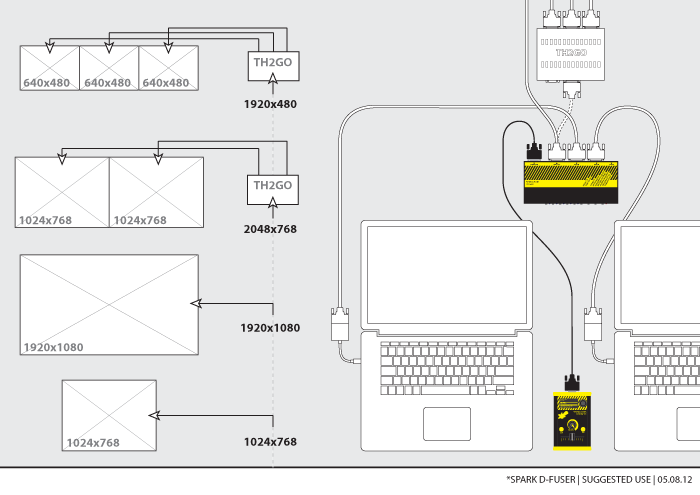 640x480
640x480
640x480
TH2GO
1920x480
1024x768
1024x768
TH2GO
2048x768
1920x1080
1920x1080
1024x768
1024x768
TH2GO
*SPARK D-FUSER | SUGGESTED USE | 05.08.12